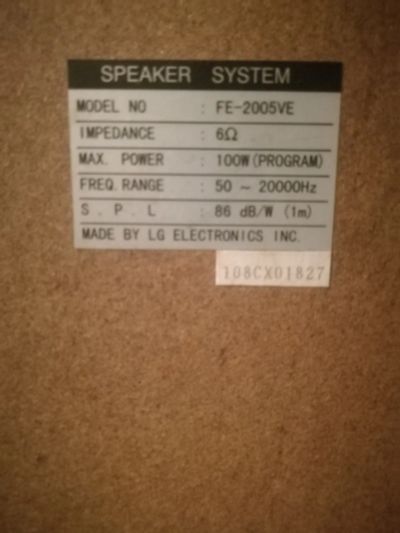 SPEAKER SYSTEM
MODEL NO : FE-2005VE
IMPEDANCE : 6Ω
MAX. POWER : 100W(PROGRAM)
FREQ.RANGE : 50 ~ 20000Hz
S . P . L : 86 dB/W (1m)
MADE BY LG ELECTRONICS INC.
108CX01827